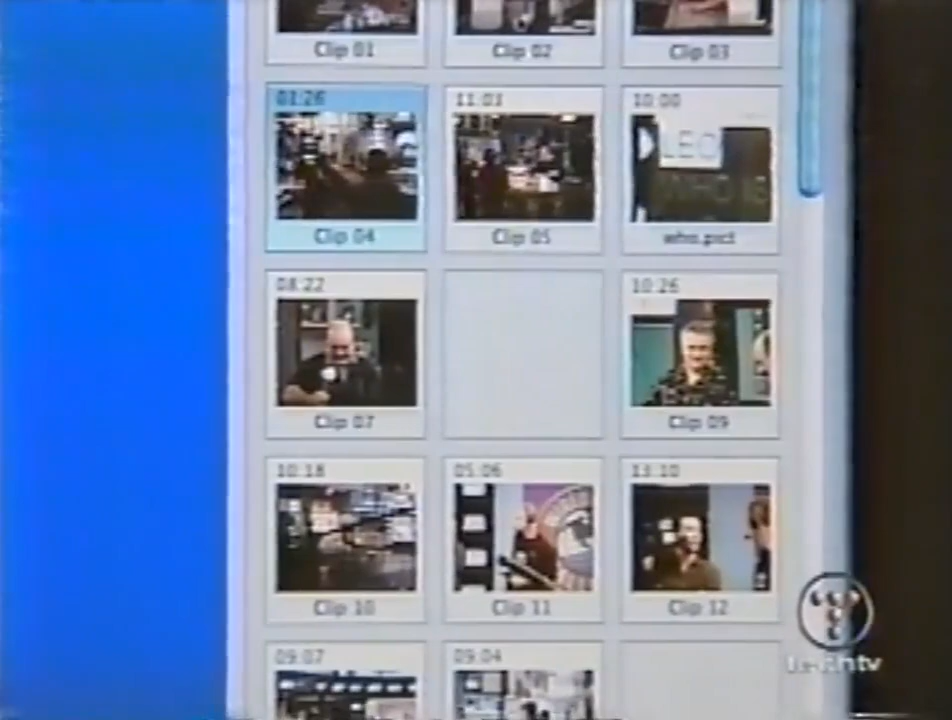 Clip 01
Clip 02
Clip 03
01:26
11:03
10:00
LEO
Clip 04
Clip 05
who.pict
08:22
10:26
Clip 07
Clip 09
10:18
05:06
13:10
Clip 10
Clip 11
Clip 12
09:07
09:04
techtv